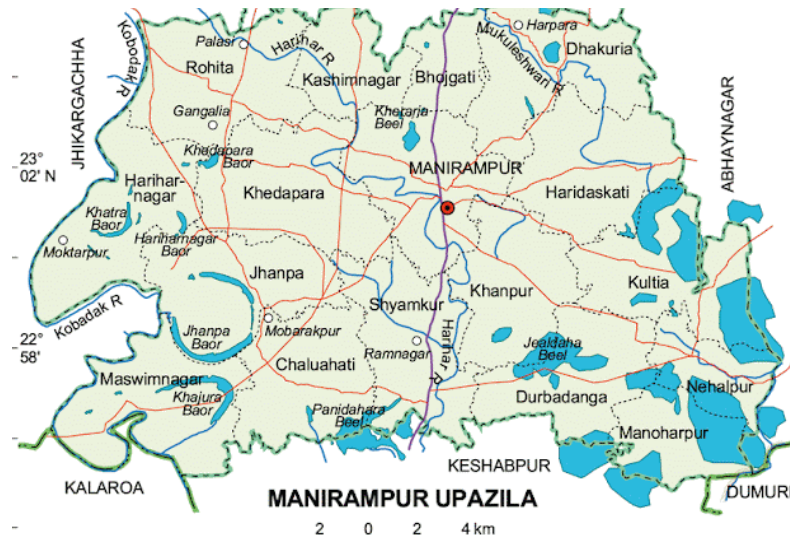 Harpara
Palasi
Harihar R
Mukuleshwari R
Dhakuria
Kobodak R
Rohita
Kashimnagar
Bhojgati
JHIKARGACHHA
Gangalia
Kheraria
Beel
ABHAYNAGAR
23
02' N
Khedapara
Baor
MANIRAMPUR
Harihar-
nagar
Khedapara
Haridaskati
Khatra
Baor
Moktarpur
Hariharnagar
Baor
Jhanpa
Kultia
Khanpur
Shyamkur
Kobadak R
Jhanpa
Baor
Mobarakpur
Harihar R
22
58'
Ramnagar
Jealdaha
Beel
Chaluahati
Maswimnagar
Nehalpur
Khajura
Baor
Durbadanga
Panidahara
Beel
Manoharpur
KESHABPUR
KALAROA
DUMURI
MANIRAMPUR UPAZILA
2 0 2 4 km